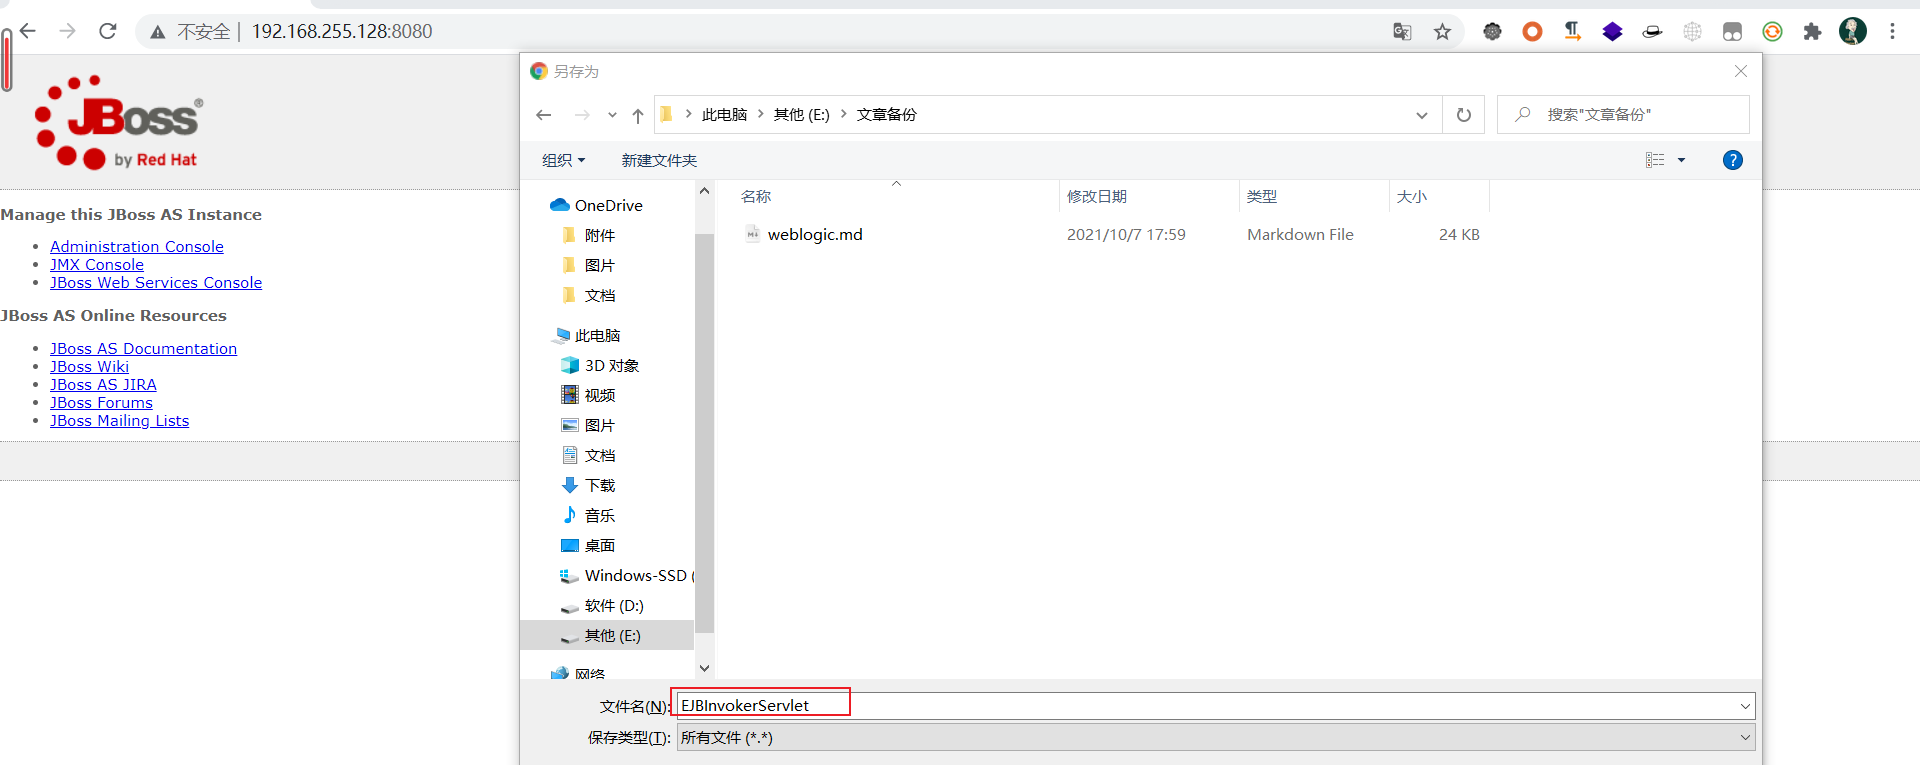 不安全 | 192.168.255.128:8080
JBoss®
by Red Hat
Manage this JBoss AS Instance
Administration Console
JMX Console
JBoss Web Services Console
JBoss AS Online Resources
JBoss AS Documentation
JBoss Wiki
JBoss AS JIRA
JBoss Forums
JBoss Mailing Lists
另存为
此电脑 > 其他 (E:) > 文章备份
搜索"文章备份"
组织 新建文件夹
OneDrive
附件
图片
文档
此电脑
3D 对象
视频
图片
文档
下载
音乐
桌面
Windows-SSD (
软件 (D:)
其他 (E:)
网络
名称 修改日期 类型 大小
weblogic.md 2021/10/7 17:59 Markdown File 24 KB
文件名(N): EJBInvokerServlet
保存类型(T): 所有文件 (*.*)